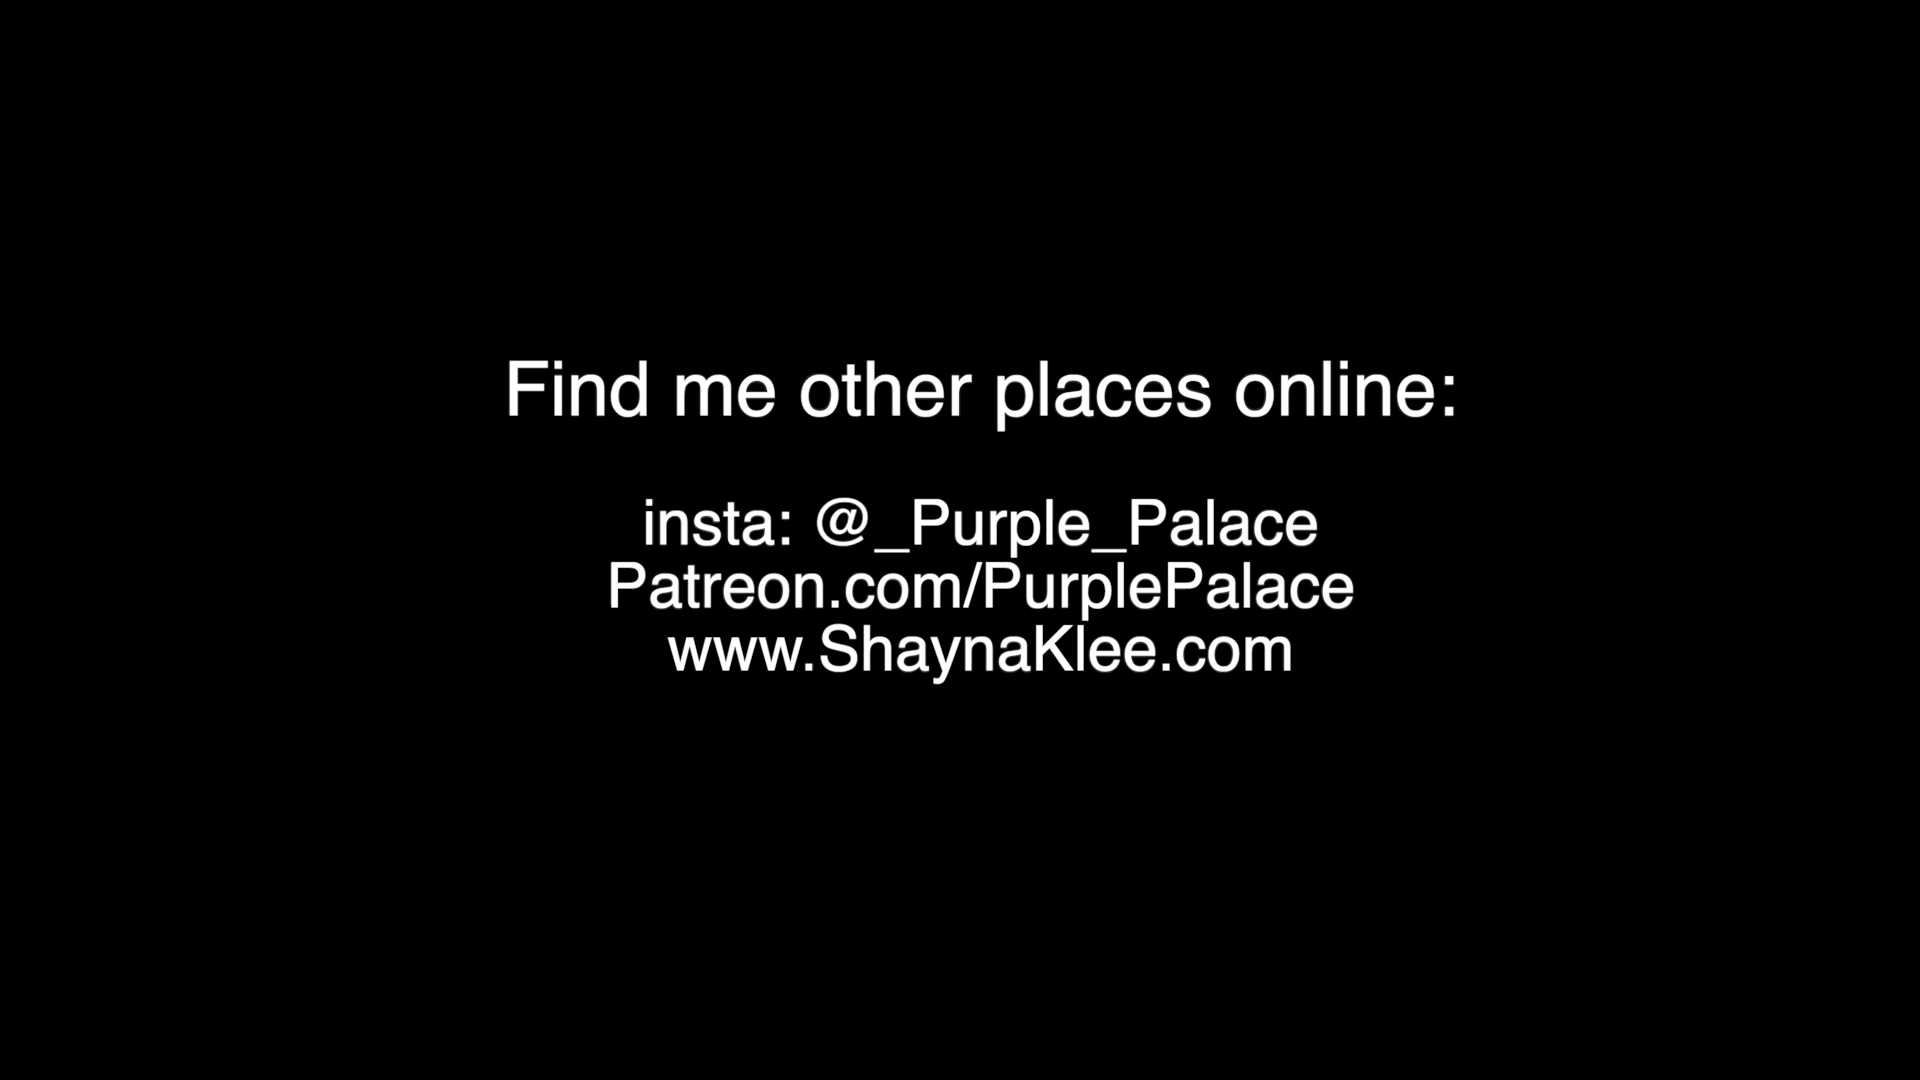 Find me other places online:
insta: @_Purple_Palace
Patreon.com/PurplePalace
www.ShaynaKlee.com